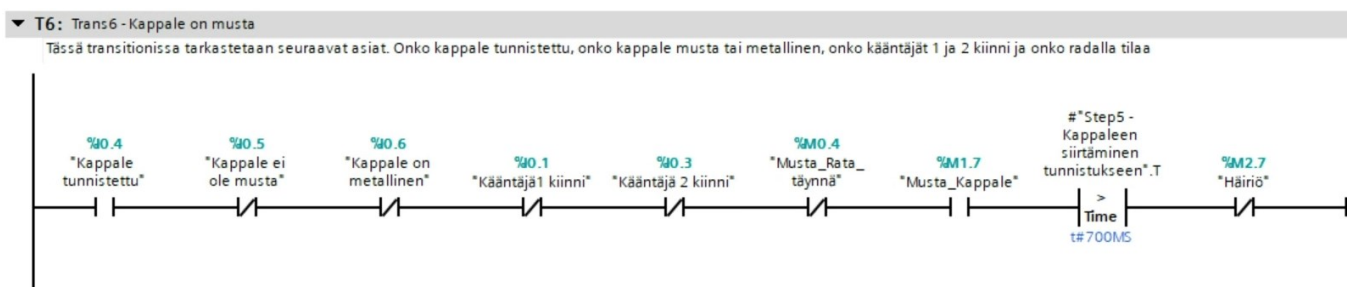 T6: Trans6 - Kappale on musta
Tässä transitionissa tarkastetaan seuraavat asiat. Onko kappale tunnistettu, onko kappale musta tai metallinen, onko kääntäjät 1 ja 2 kiinni ja onko radalla tilaa
%I0.4
"Kappale
tunnistettu"
%I0.5
"Kappale ei
ole musta"
%I0.6
"Kappale on
metallinen"
%I0.1
"Kääntäjä1 kiinni"
%I0.3
"Kääntäjä 2 kiinni"
%M0.4
"Musta_Rata_
täynnä"
%M1.7
"Musta_Kappale"
#"Step5 -
Kappaleen
siirtäminen
tunnistukseen".T
>
Time
t#700MS
%M2.7
"Häiriö"